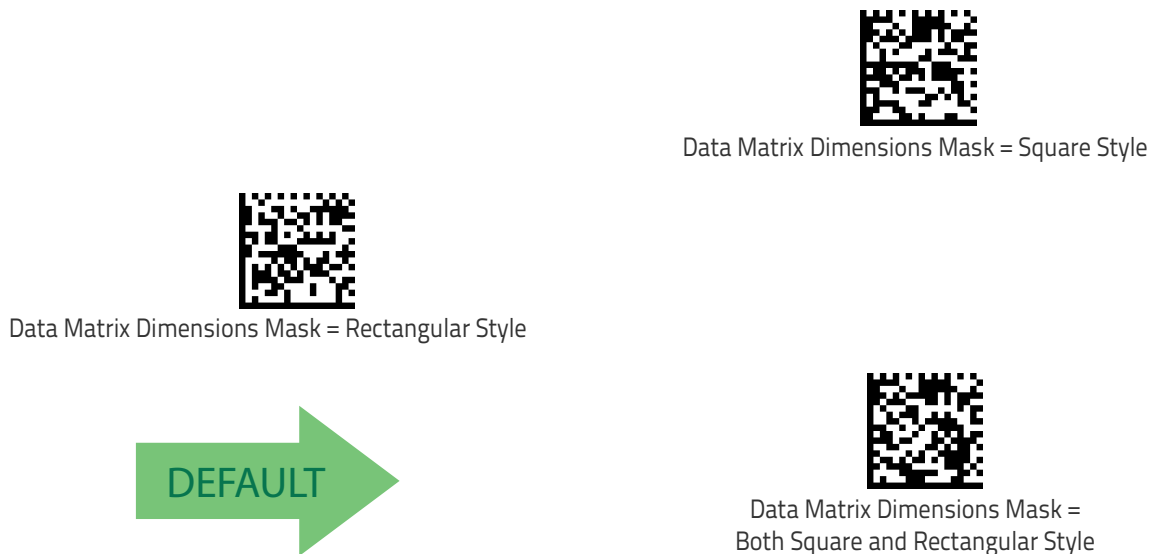 Data Matrix Dimensions Mask = Square Style
Data Matrix Dimensions Mask = Rectangular Style
DEFAULT
Data Matrix Dimensions Mask =
Both Square and Rectangular Style